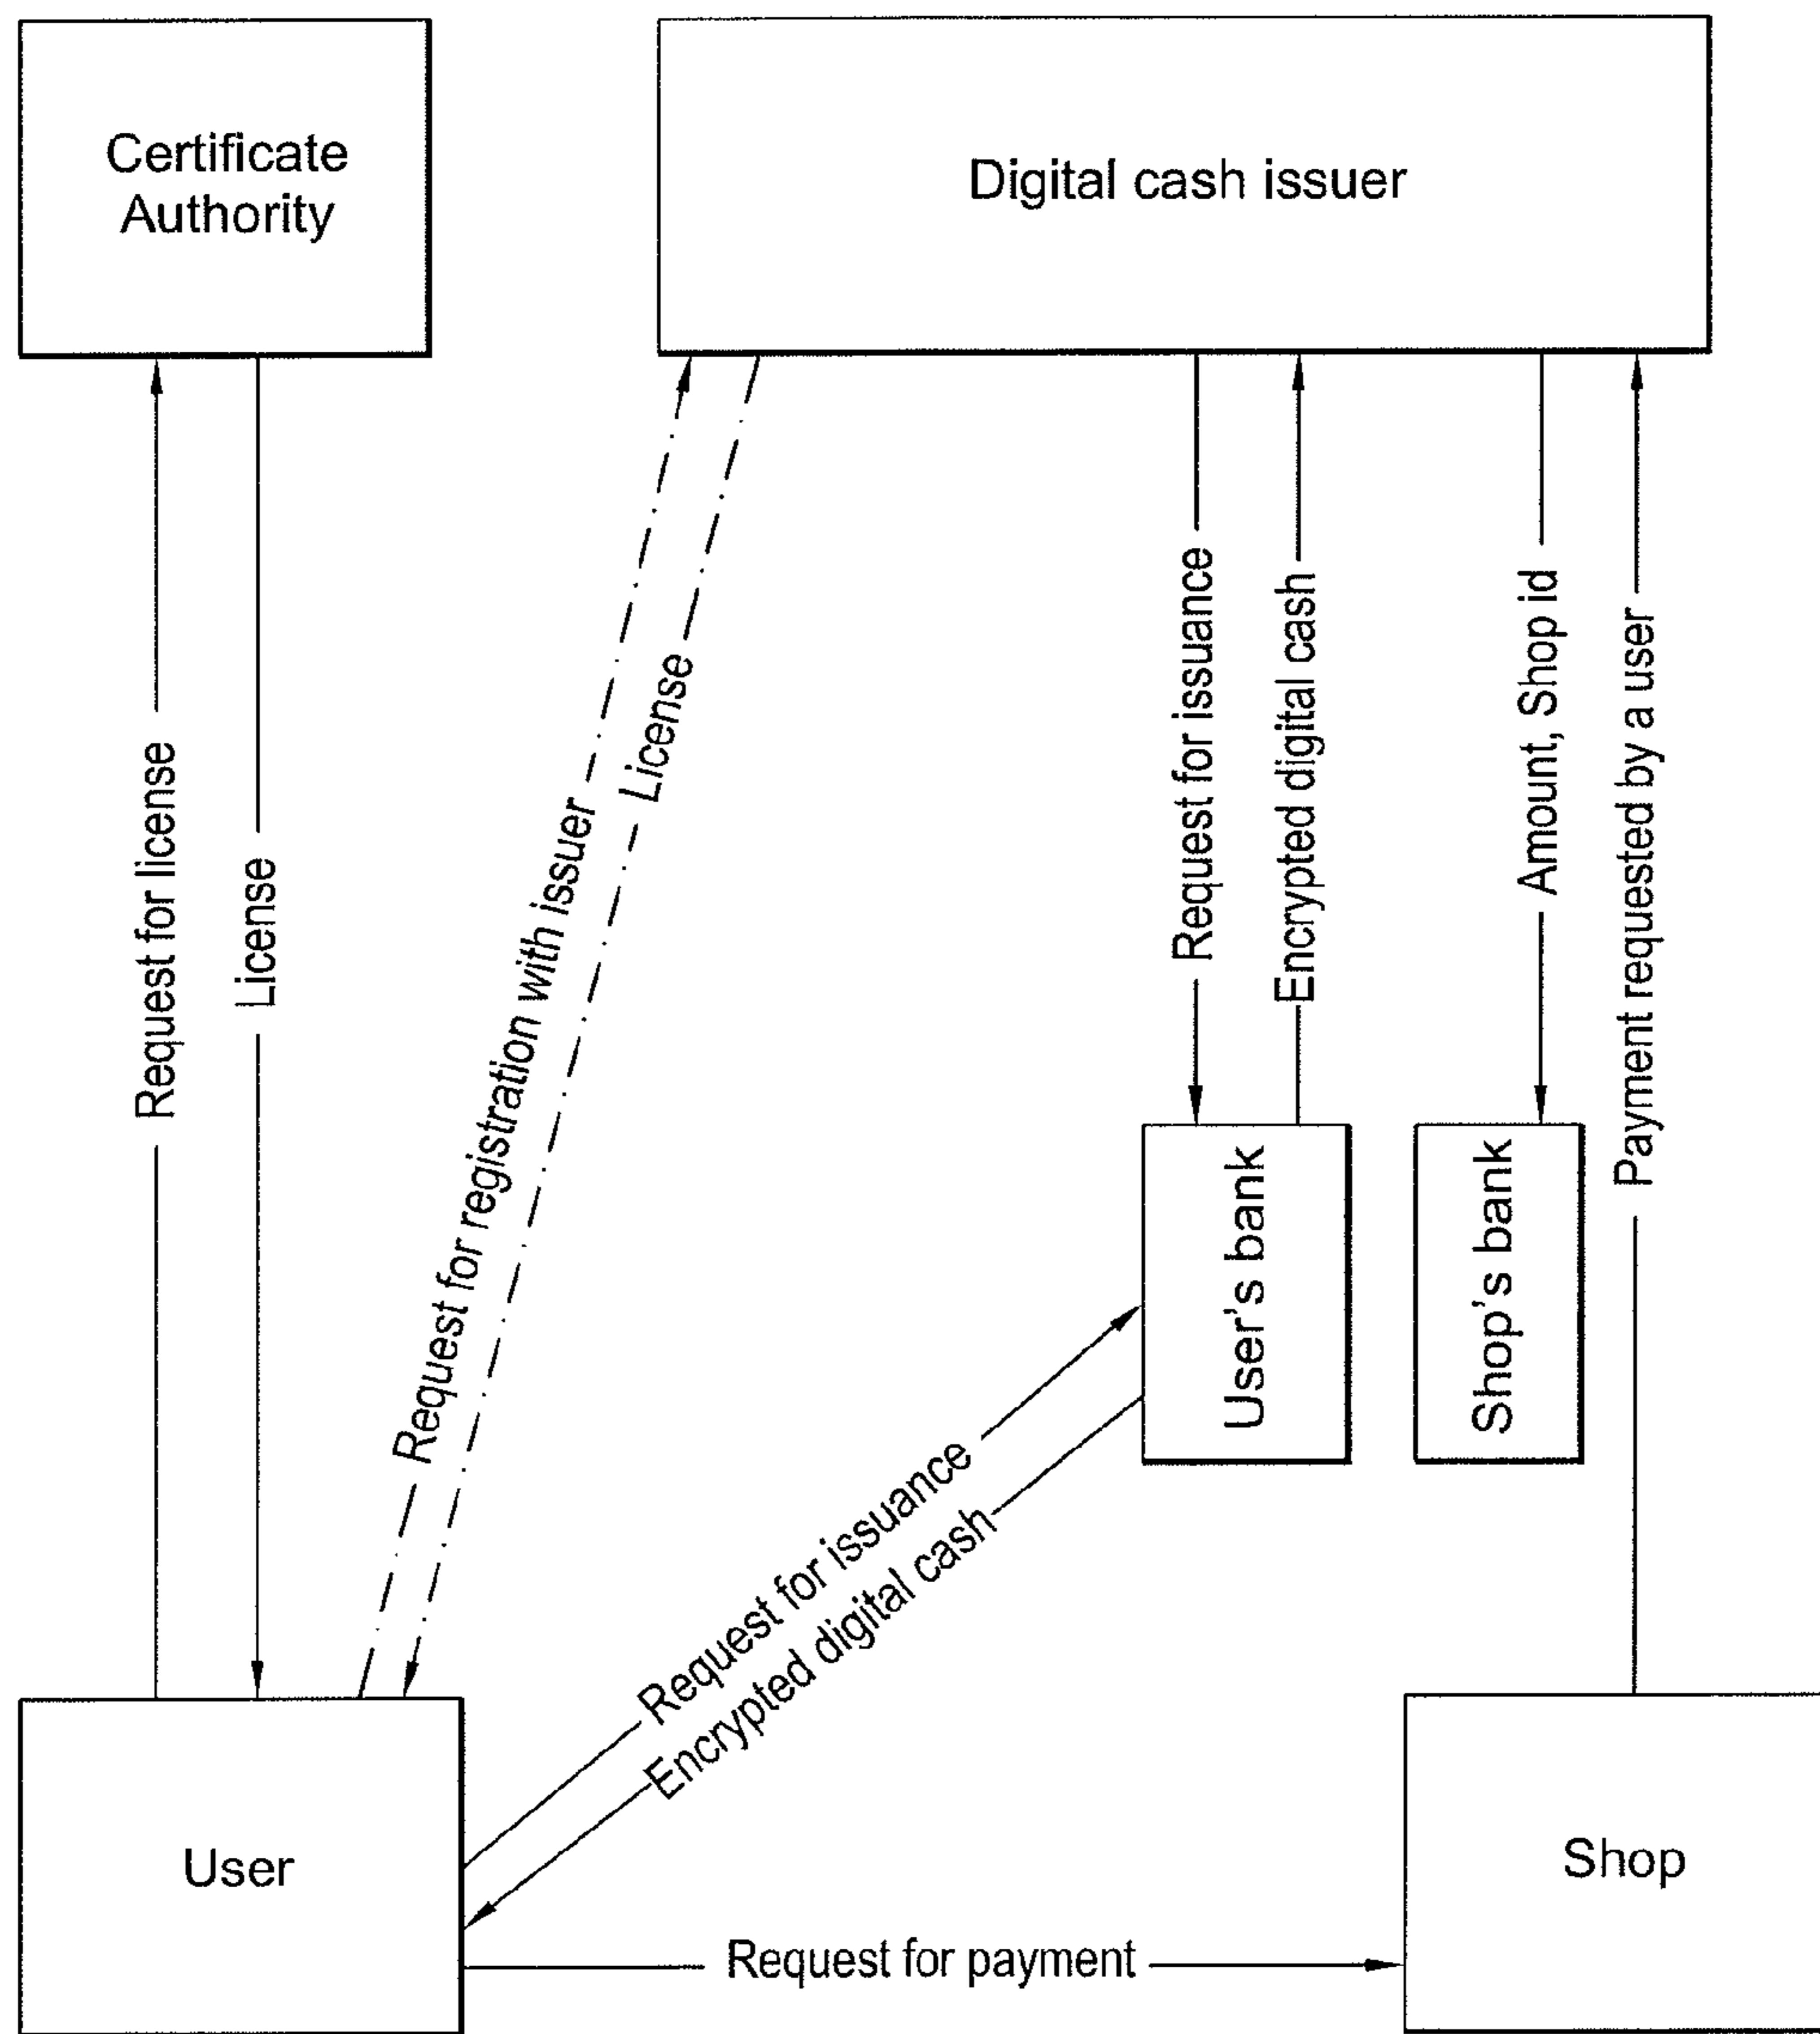 Certificate
Authority
Digital cash issuer
Request for license
License
Request for registration with issuer
License
Request for issuance
Encrypted digital cash
Amount, Shop id
Payment requested by a user
User's bank
Shop's bank
Request for issuance
Encrypted digital cash
User
Request for payment
Shop